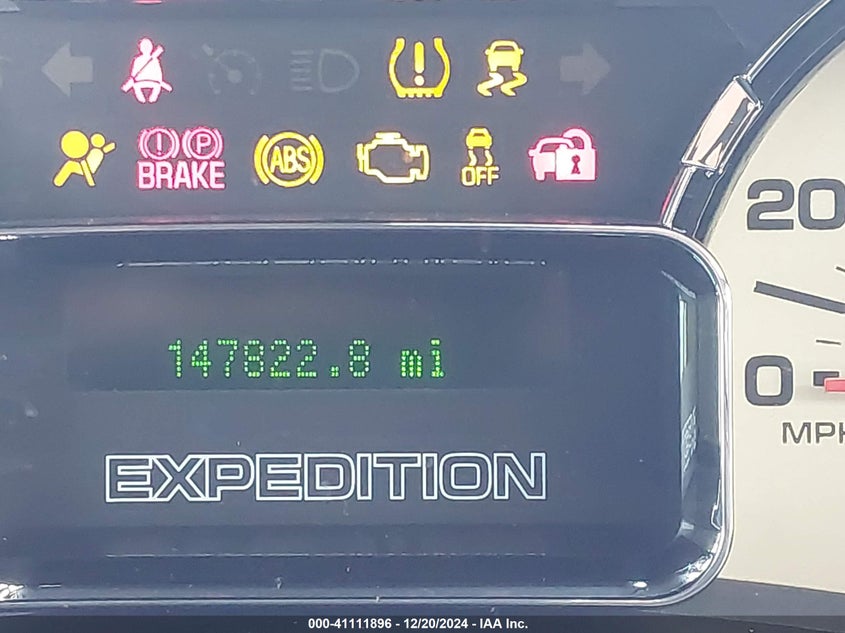 (!) (P)
BRAKE
ABS
OFF
20
147822.8 mi
0
MPH
EXPEDITION
000-41111896 - 12/20/2024 - IAA Inc.